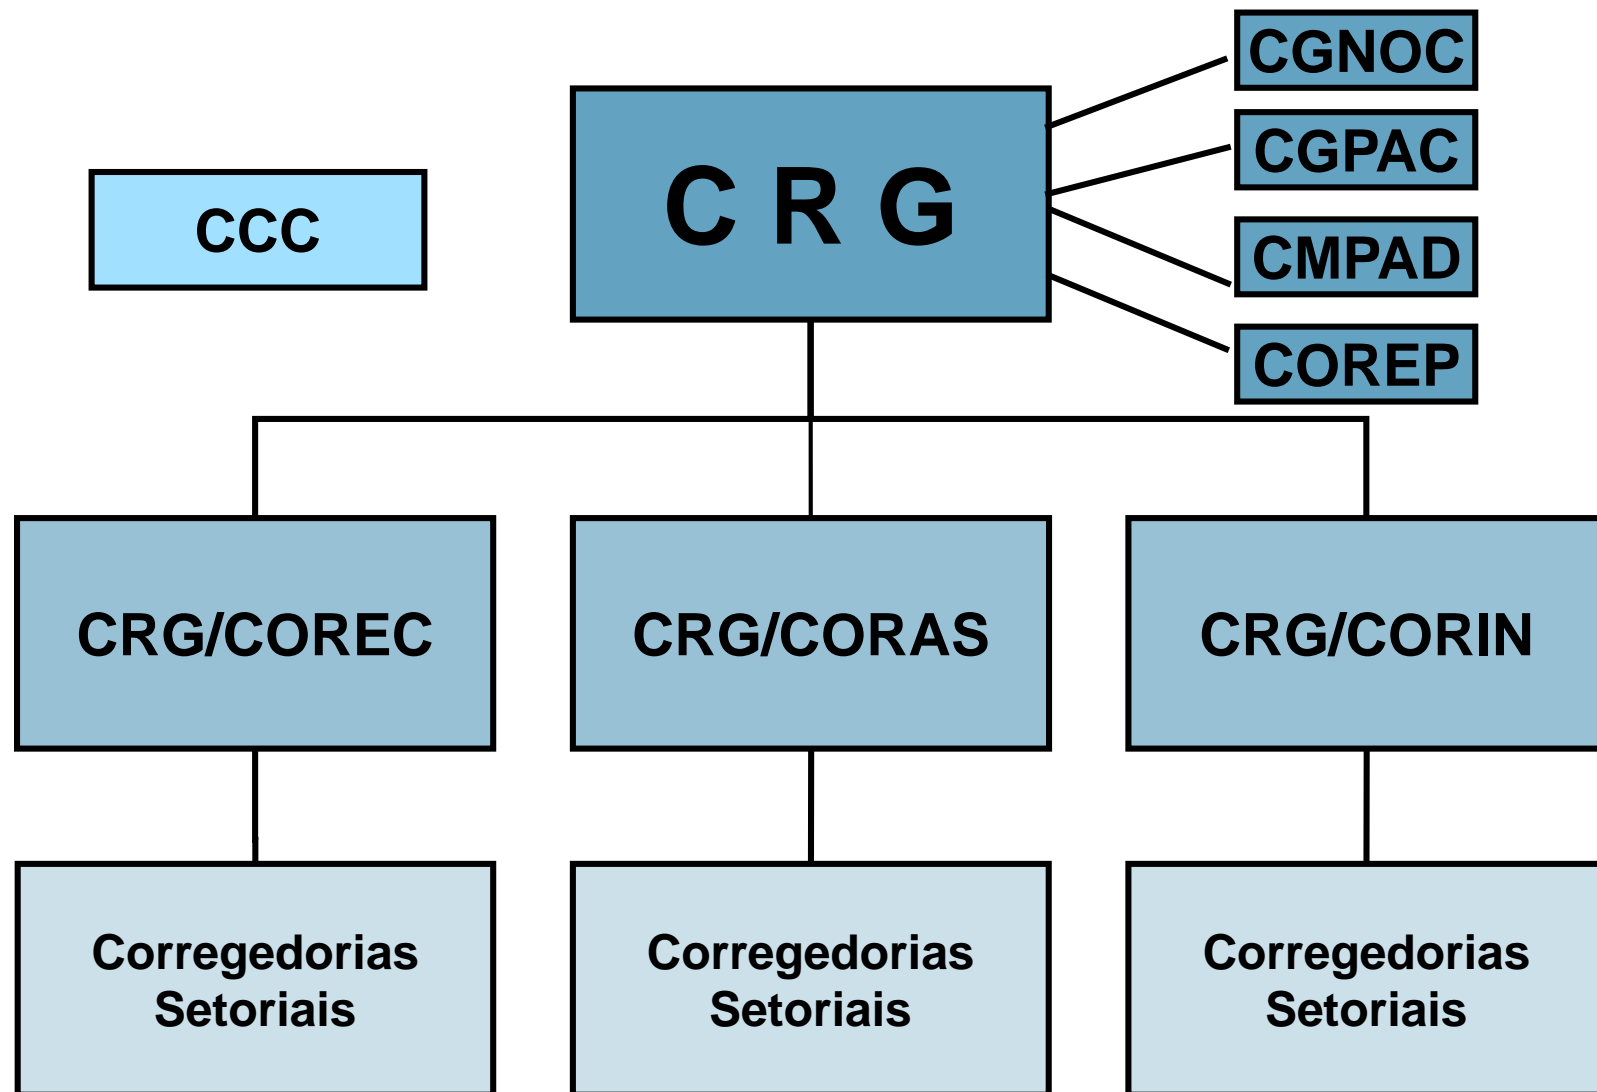 CGNOC
CGPAC
CCC
C R G
CMPAD
COREP
CRG/COREC
CRG/CORAS
CRG/CORIN
Corregedorias
Setoriais
Corregedorias
Setoriais
Corregedorias
Setoriais